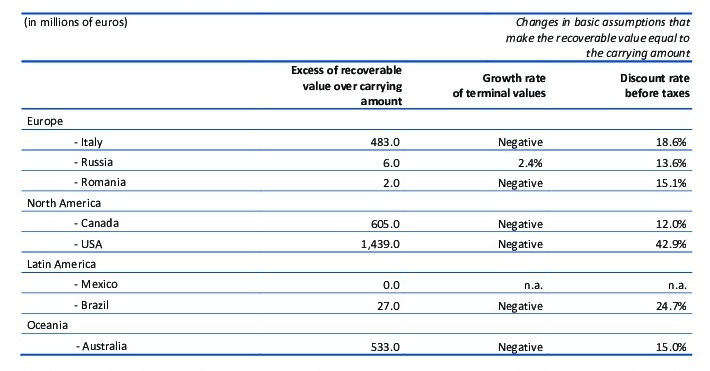 (in millions of euros) Changes in basic assumptions that
make the recoverable value equal to
the carrying amount
Excess of recoverable
value over carrying
amount
Growth rate
of terminal values
Discount rate
before taxes
Europe
- Italy 483.0 Negative 18.6%
- Russia 6.0 2.4% 13.6%
- Romania 2.0 Negative 15.1%
North America
- Canada 605.0 Negative 12.0%
- USA 1,439.0 Negative 42.9%
Latin America
- Mexico 0.0 n.a. n.a.
- Brazil 27.0 Negative 24.7%
Oceania
- Australia 533.0 Negative 15.0%